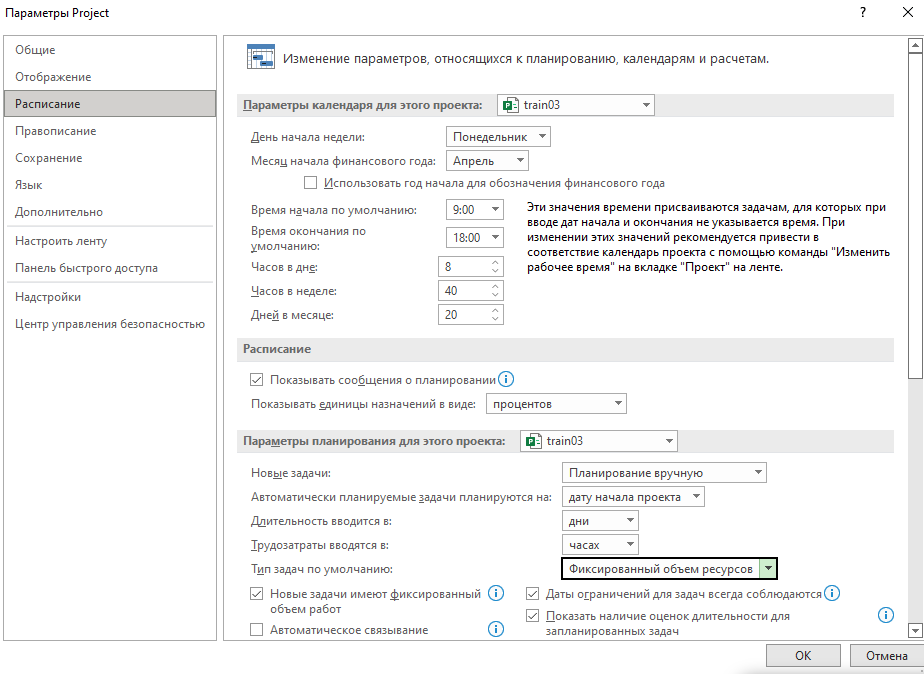 Параметры Project
?
Общие
Отображение
Расписание
Правописание
Сохранение
Язык
Дополнительно
Настроить ленту
Панель быстрого доступа
Надстройки
Центр управления безопасностью
Изменение параметров, относящихся к планированию, календарям и расчетам.
Параметры календаря для этого проекта: train03
День начала недели: Понедельник
Месяц начала финансового года: Апрель
Использовать год начала для обозначения финансового года
Время начала по умолчанию: 9:00
Время окончания по
умолчанию: 18:00
Часов в дне: 8
Часов в неделе: 40
Дней в месяце: 20
Эти значения времени присваиваются задачам, для которых при
вводе дат начала и окончания не указывается время. При
изменении этих значений рекомендуется привести в
соответствие календарь проекта с помощью команды "Изменить
рабочее время" на вкладке "Проект" на ленте.
Расписание
Показывать сообщения о планировании
Показывать единицы назначений в виде: процентов
Параметры планирования для этого проекта: train03
Новые задачи: Планирование вручную
Автоматически планируемые задачи планируются на: дату начала проекта
Длительность вводится в: дни
Трудозатраты вводятся в: часах
Тип задач по умолчанию: Фиксированный объем ресурсов
Новые задачи имеют фиксированный
объем работ
Автоматическое связывание
Даты ограничений для задач всегда соблюдаются
Показать наличие оценок длительности для
запланированных задач
ОК
Отмена